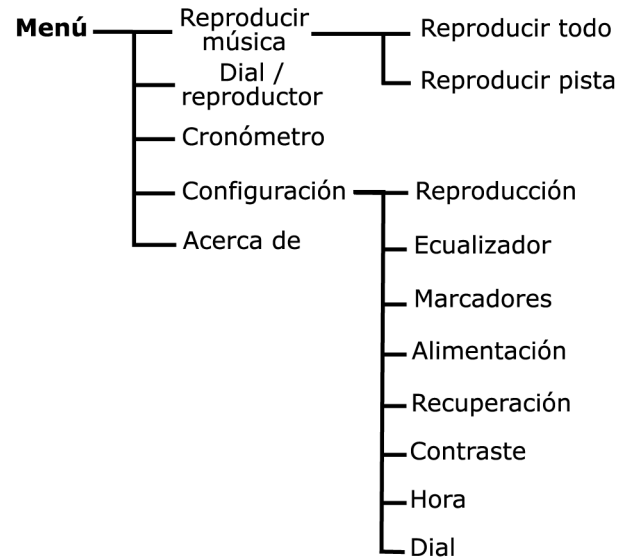 Menú
Reproducir
música
Dial /
reproductor
Cronómetro
Configuración
Acerca de
Reproducir todo
Reproducir pista
Reproducción
Ecualizador
Marcadores
Alimentación
Recuperación
Contraste
Hora
Dial